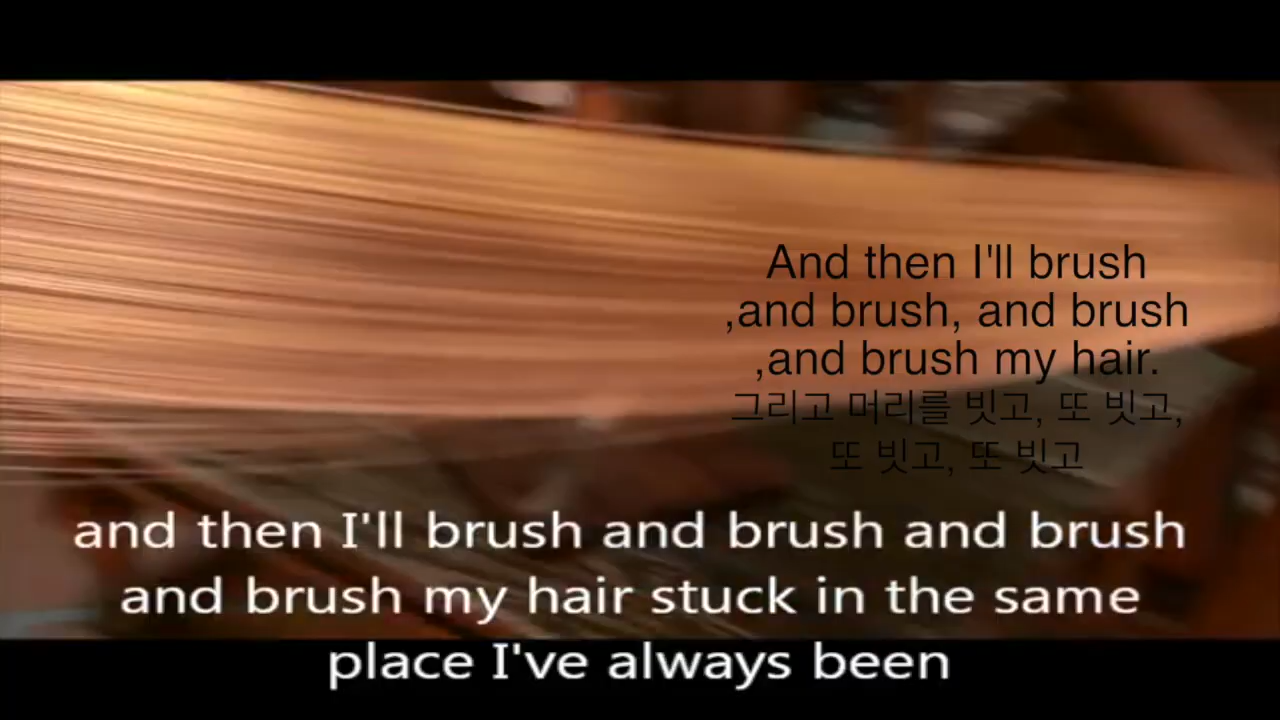 And then I'll brush
,and brush, and brush
,and brush my hair.
그리고 머리를 빗고, 또 빗고,
또 빗고, 또 빗고
and then I'll brush and brush and brush
and brush my hair stuck in the same
place I've always been